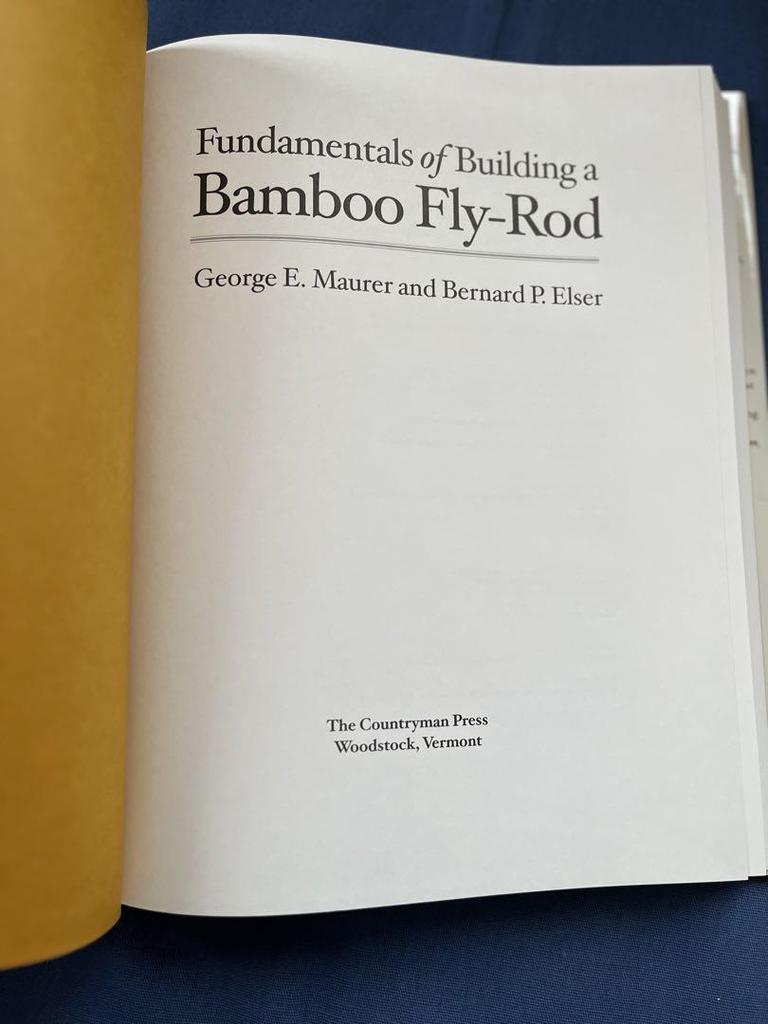 Fundamentals of Building a
Bamboo Fly-Rod
George E. Maurer and Bernard P. Elser
The Countryman Press
Woodstock, Vermont